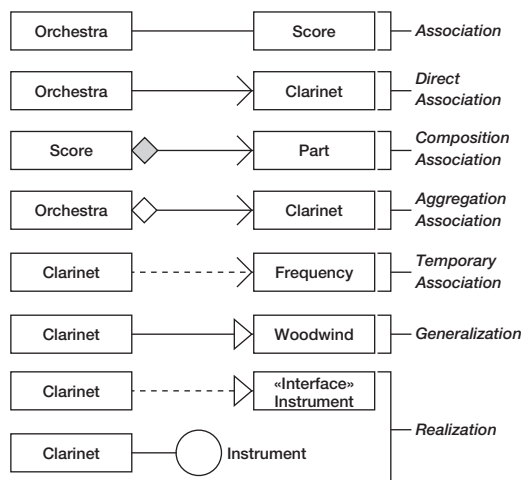 Orchestra Score Association
Orchestra Clarinet Direct
Association
Score Part Composition
Association
Orchestra Clarinet Aggregation
Association
Clarinet Frequency Temporary
Association
Clarinet Woodwind Generalization
Clarinet «Interface»
Instrument
Realization
Clarinet Instrument